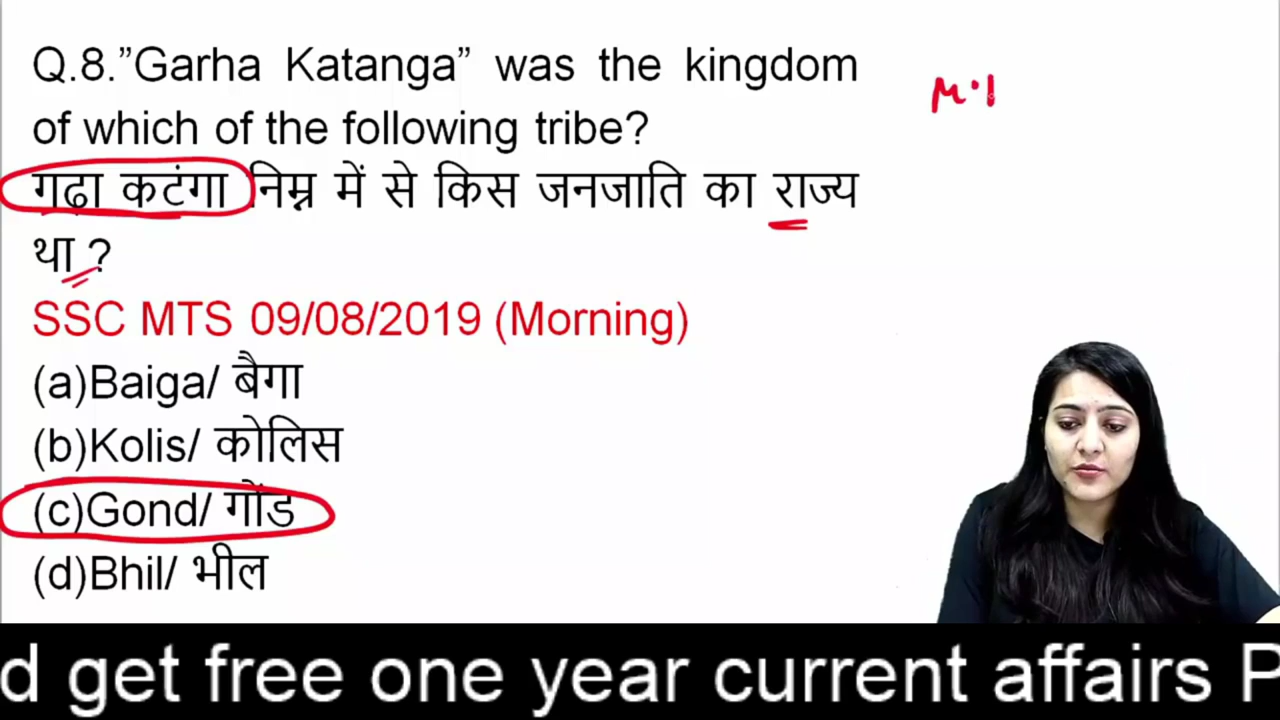 Q.8.”Garha Katanga” was the kingdom
of which of the following tribe?
गढ़ा कटंगा निम्न में से किस जनजाति का राज्य
था ?
SSC MTS 09/08/2019 (Morning)
(a)Baiga/ बैगा
(b)Kolis/ कोलिस
(c)Gond/ गोंड
(d)Bhil/ भील
M.
d get free one year current affairs P